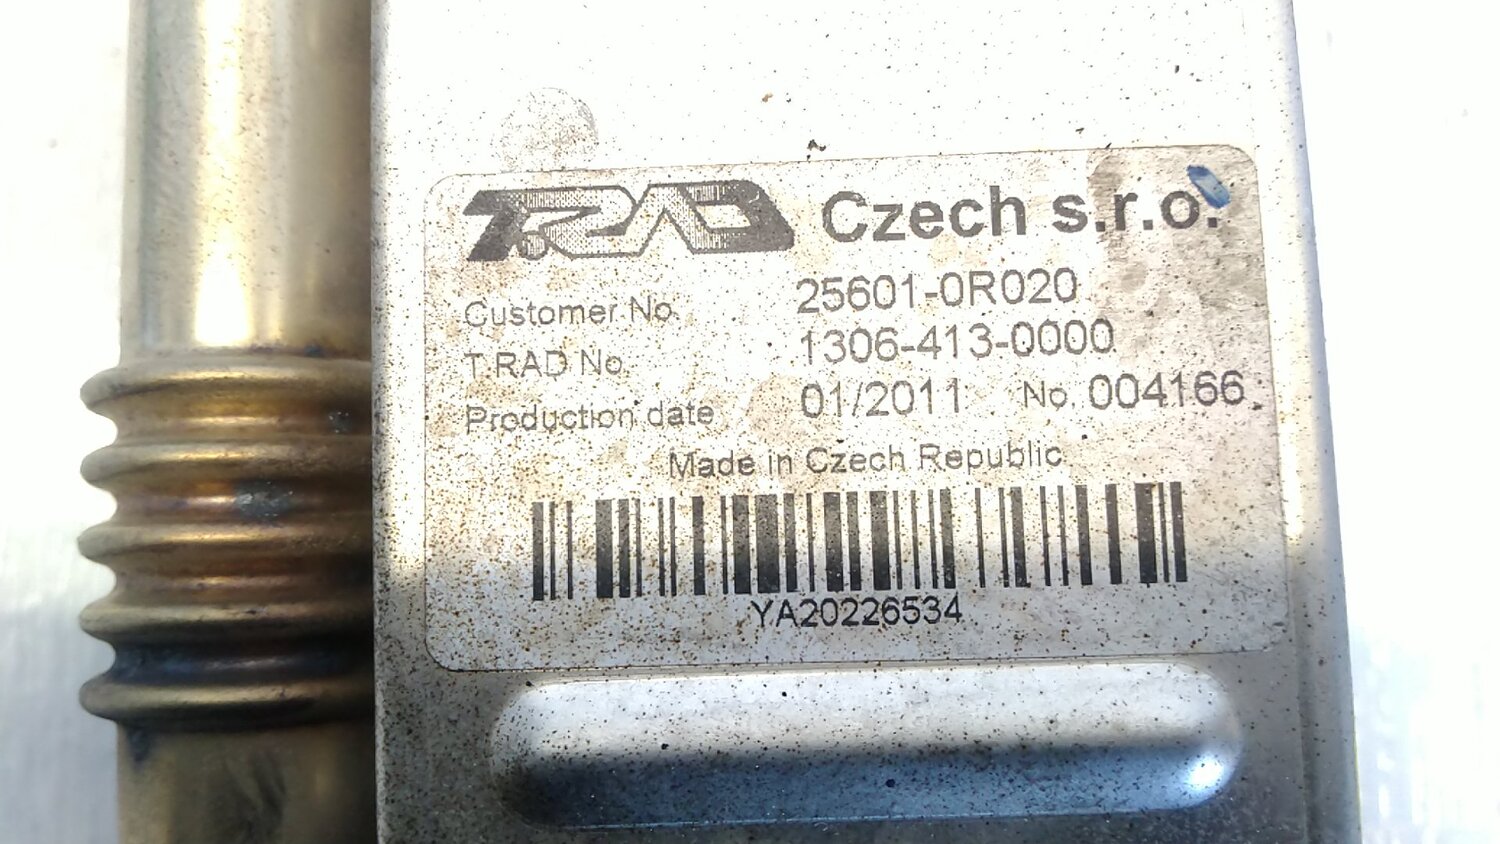 TRAD Czech s.r.o.
Customer No. 25601-0R020
T.RAD No. 1306-413-0000
Production date 01/2011 No. 004166
Made in Czech Republic
YA20226534